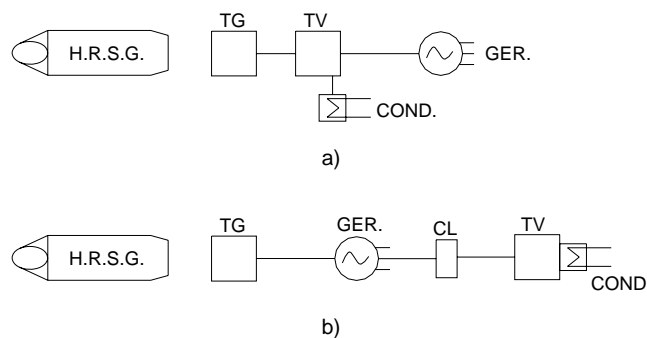 TG TV
H.R.S.G. GER.
COND.
a)
TG GER. CL TV
H.R.S.G.
COND
b)